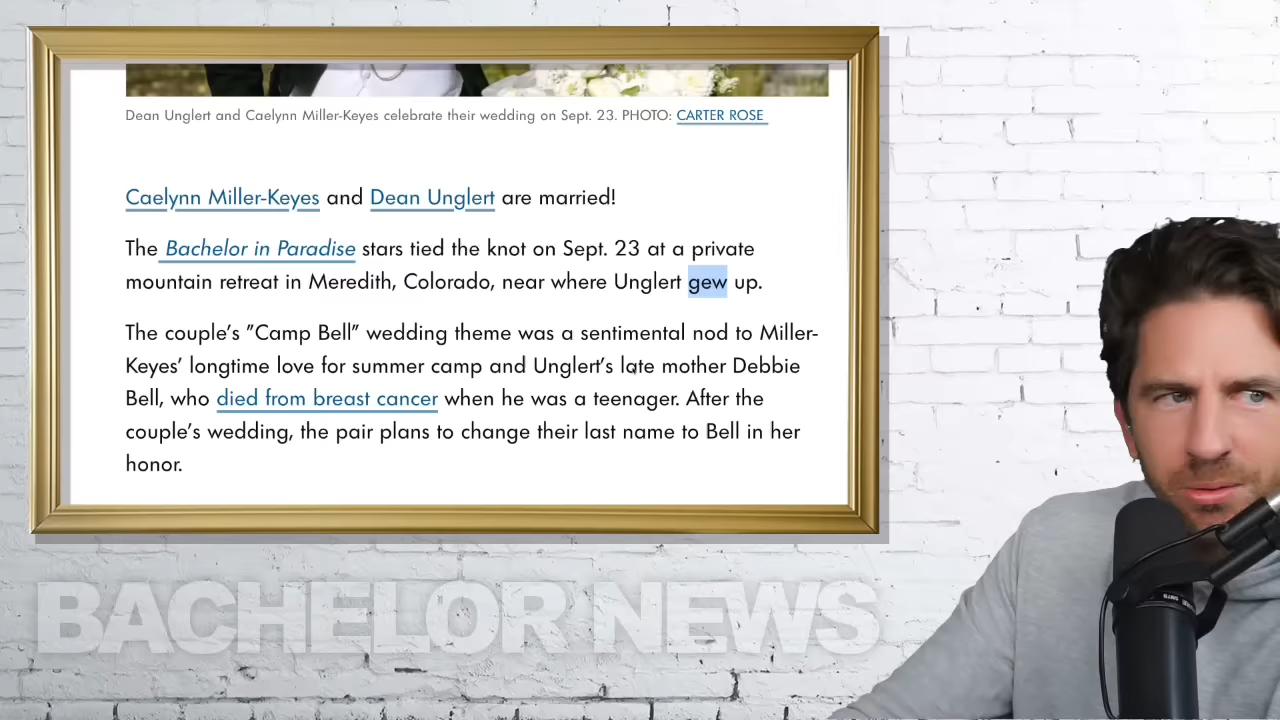 Dean Unglert and Caelynn Miller-Keyes celebrate their wedding on Sept. 23. PHOTO: CARTER ROSE
Caelynn Miller-Keyes and Dean Unglert are married!
The Bachelor in Paradise stars tied the knot on Sept. 23 at a private
mountain retreat in Meredith, Colorado, near where Unglert gew up.
The couple’s ”Camp Bell” wedding theme was a sentimental nod to Miller-
Keyes’ longtime love for summer camp and Unglert’s late mother Debbie
Bell, who died from breast cancer when he was a teenager. After the
couple’s wedding, the pair plans to change their last name to Bell in her
honor.
BACHELOR NEWS